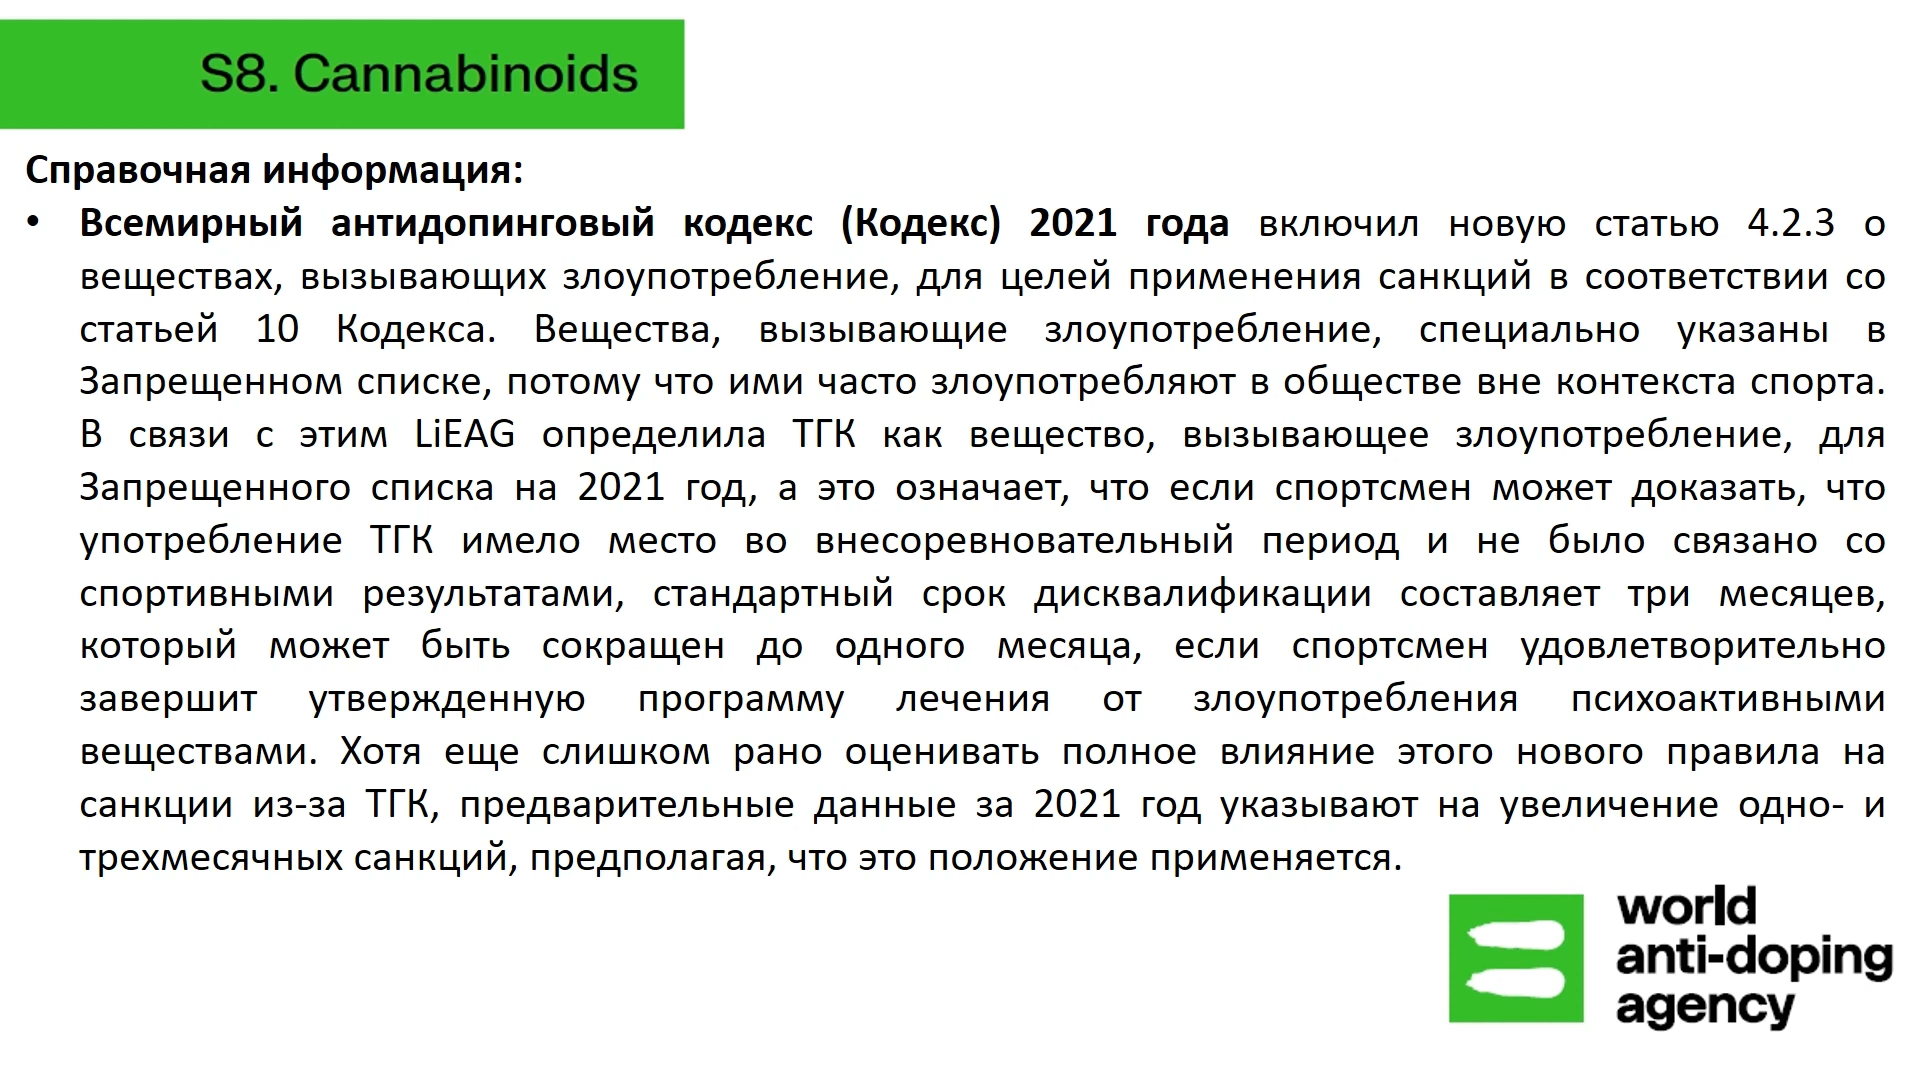 S8. Cannabinoids
Справочная информация:
• Всемирный антидопинговый кодекс (Кодекс) 2021 года включил новую статью 4.2.3 о
веществах, вызывающих злоупотребление, для целей применения санкций в соответствии со
статьей 10 Кодекса. Вещества, вызывающие злоупотребление, специально указаны в
Запрещенном списке, потому что ими часто злоупотребляют в обществе вне контекста спорта.
В связи с этим LiEAG определила ТГК как вещество, вызывающее злоупотребление, для
Запрещенного списка на 2021 год, а это означает, что если спортсмен может доказать, что
употребление ТГК имело место во внесоревновательный период и не было связано со
спортивными результатами, стандартный срок дисквалификации составляет три месяцев,
который может быть сокращен до одного месяца, если спортсмен удовлетворительно
завершит утвержденную программу лечения от злоупотребления психоактивными
веществами. Хотя еще слишком рано оценивать полное влияние этого нового правила на
санкции из-за ТГК, предварительные данные за 2021 год указывают на увеличение одно- и
трехмесячных санкций, предполагая, что это положение применяется.
world
anti-doping
agency